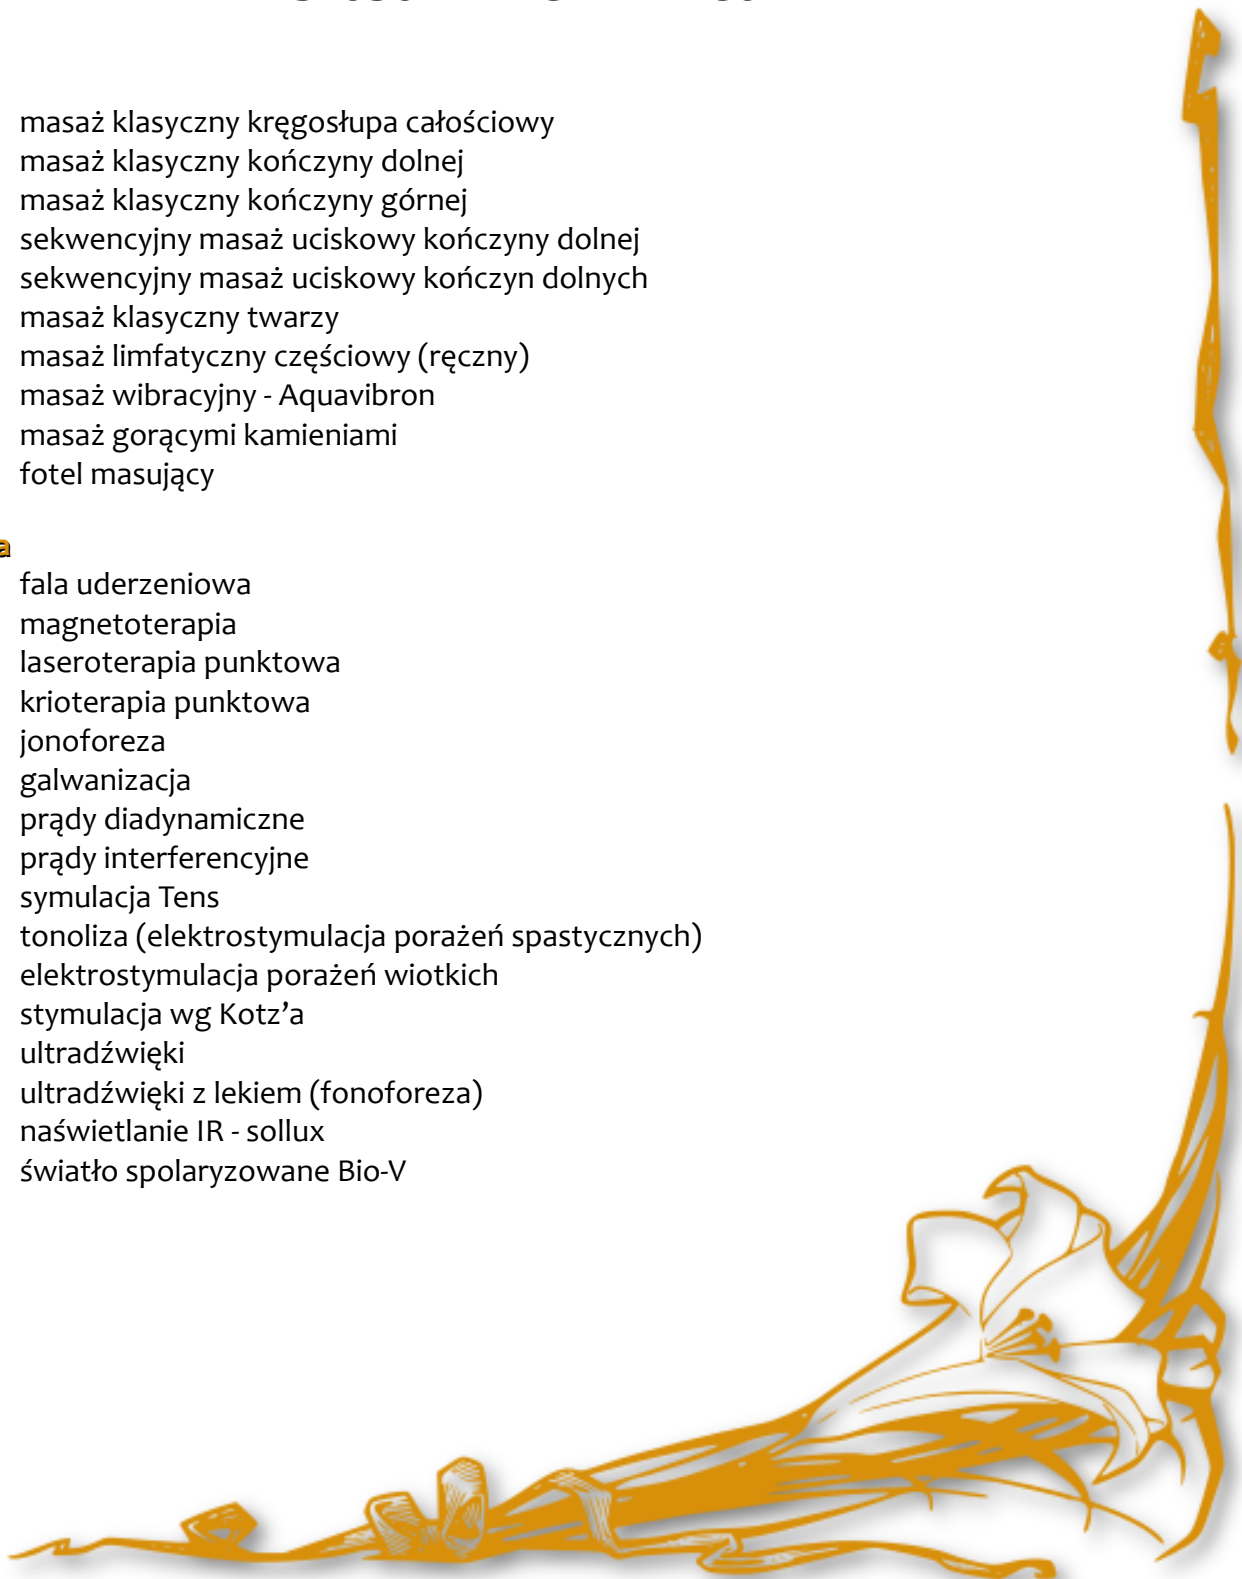 masaż klasyczny kręgosłupa całościowy
masaż klasyczny kończyny dolnej
masaż klasyczny kończyny górnej
sekwencyjny masaż uciskowy kończyny dolnej
sekwencyjny masaż uciskowy kończyn dolnych
masaż klasyczny twarzy
masaż limfatyczny częściowy (ręczny)
masaż wibracyjny - Aquavibron
masaż gorącymi kamieniami
fotel masujący
a
fala uderzeniowa
magnetoterapia
laseroterapia punktowa
krioterapia punktowa
jonoforeza
galwanizacja
prądy diadynamiczne
prądy interferencyjne
symulacja Tens
tonoliza (elektrostymulacja porażeń spastycznych)
elektrostymulacja porażeń wiotkich
stymulacja wg Kotz’a
ultradźwięki
ultradźwięki z lekiem (fonoforeza)
naświetlanie IR - sollux
światło spolaryzowane Bio-V